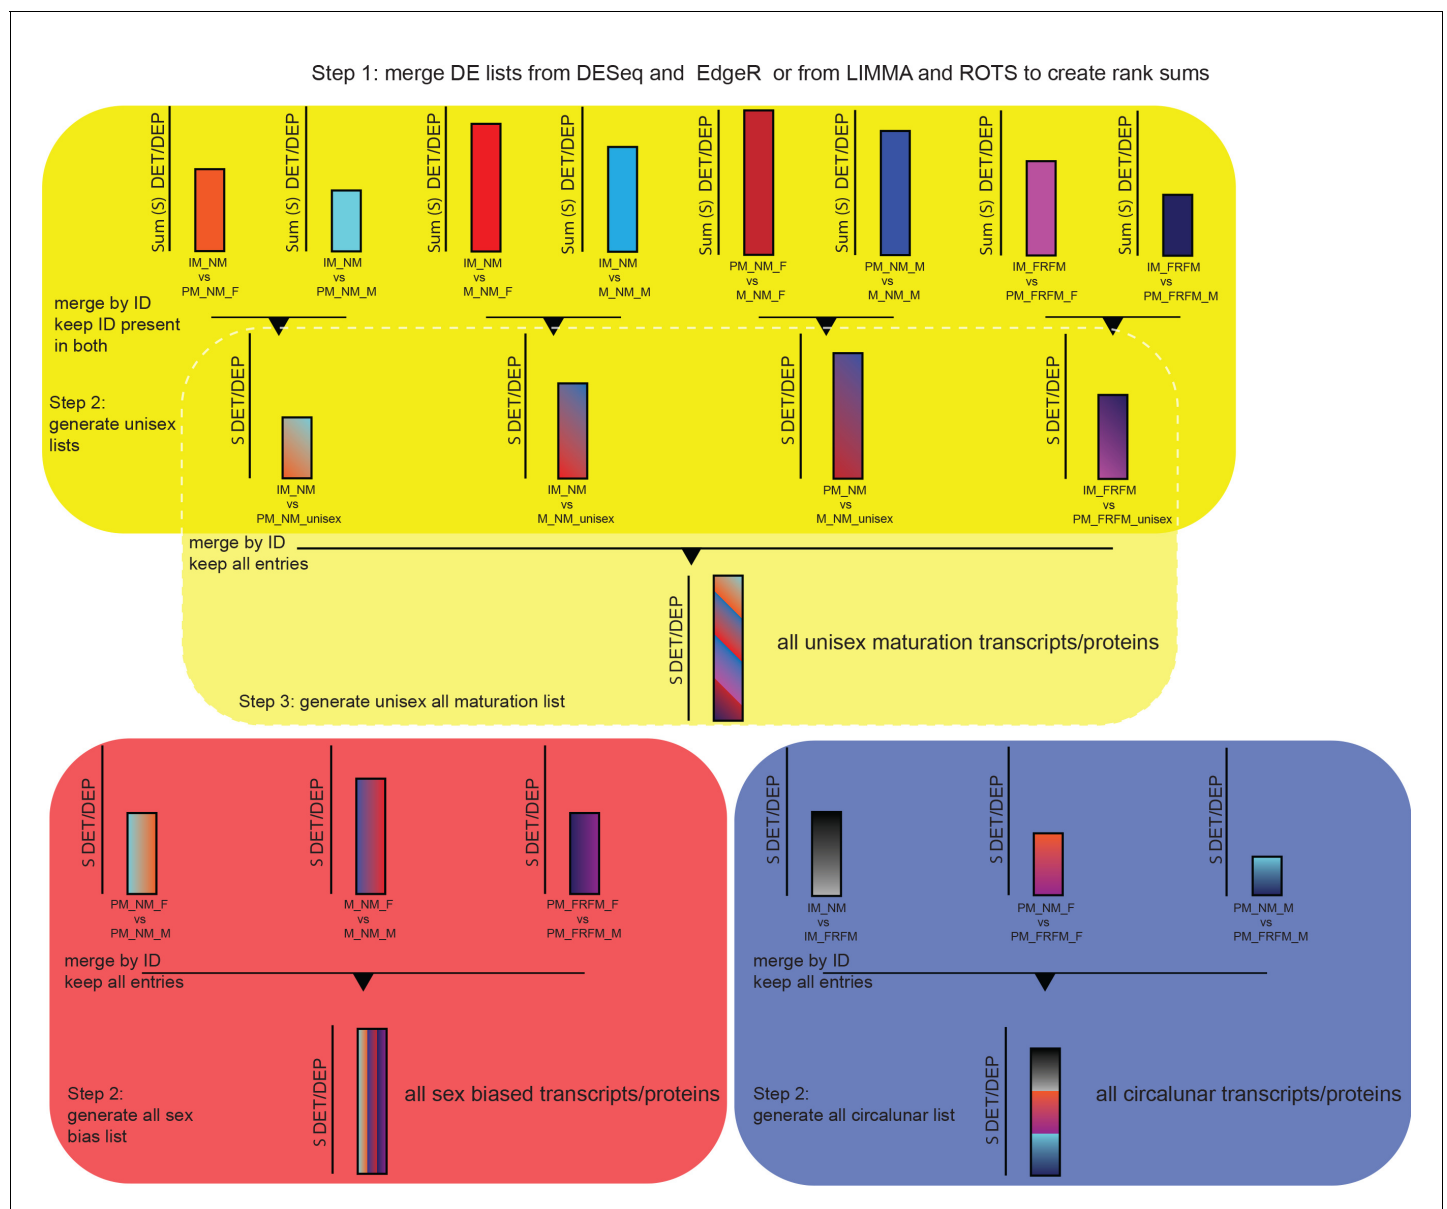 Step 1: merge DE lists from DESeq and EdgeR or from LIMMA and ROTS to create rank sums
Sum (S) DET/DEP
Sum (S) DET/DEP
Sum (S) DET/DEP
Sum (S) DET/DEP
Sum (S) DET/DEP
Sum (S) DET/DEP
Sum (S) DET/DEP
Sum (S) DET/DEP
IM_NM
vs
PM_NM_F
IM_NM
vs
PM_NM_M
IM_NM
vs
M_NM_F
IM_NM
vs
M_NM_M
PM_NM_F
vs
M_NM_F
PM_NM_M
vs
M_NM_M
IM_FRFM
vs
PM_FRFM_F
IM_FRFM
vs
PM_FRFM_M
merge by ID
keep ID present
in both
Step 2:
generate unisex
lists
S DET/DEP
S DET/DEP
S DET/DEP
S DET/DEP
IM_NM
vs
PM_NM_unisex
IM_NM
vs
M_NM_unisex
PM_NM
vs
M_NM_unisex
IM_FRFM
vs
PM_FRFM_unisex
merge by ID
keep all entries
S DET/DEP
all unisex maturation transcripts/proteins
Step 3: generate unisex all maturation list
S DET/DEP
S DET/DEP
S DET/DEP
PM_NM_F
vs
PM_NM_M
M_NM_F
vs
M_NM_M
PM_FRFM_F
vs
PM_FRFM_M
merge by ID
keep all entries
S DET/DEP
Step 2:
generate all sex
bias list
all sex biased transcripts/proteins
S DET/DEP
S DET/DEP
S DET/DEP
IM_NM
vs
IM_FRFM
PM_NM_F
vs
PM_FRFM_F
PM_NM_M
vs
PM_FRFM_M
merge by ID
keep all entries
S DET/DEP
Step 2:
generate all circalunar list
all circalunar transcripts/proteins